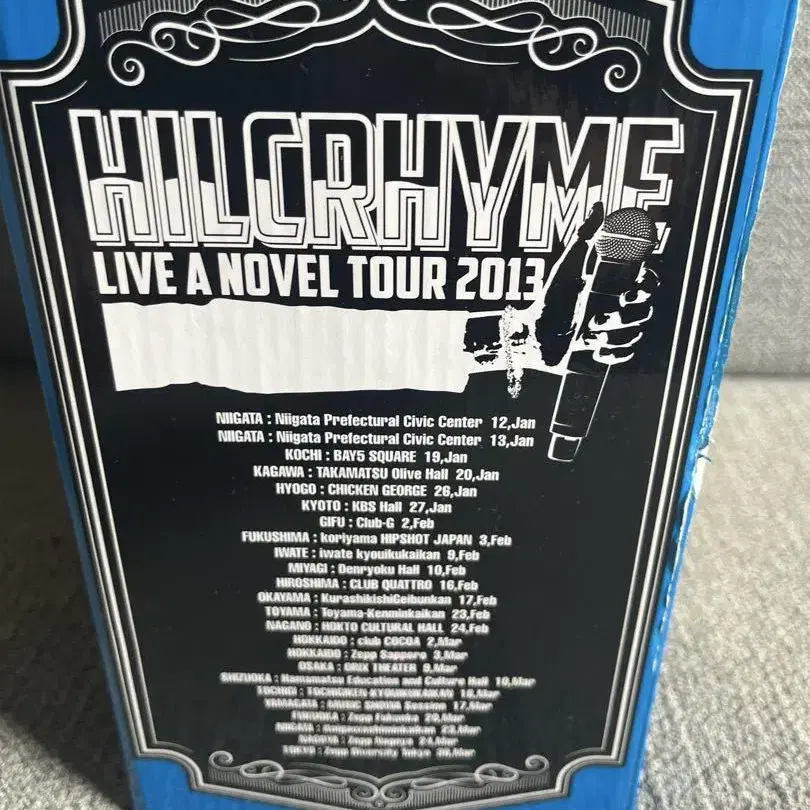 HILCRHYME
LIVE A NOVEL TOUR 2013
NIIGATA : Niigata Prefectural Civic Center 12,Jan
NIIGATA : Niigata Prefectural Civic Center 13,Jan
KOCHI : BAY5 SQUARE 19,Jan
KAGAWA : TAKAMATSU Olive Hall 20,Jan
HYOGO : CHICKEN GEORGE 26,Jan
KYOTO : KBS Hall 27,Jan
GIFU : Club-G 2,Feb
FUKUSHIMA : koriyama HIPSHOT JAPAN 3,Feb
IWATE : iwate kyouikukaikan 9,Feb
MIYAGI : Denryoku Hall 10,Feb
HIROSHIMA : CLUB QUATTRO 16,Feb
OKAYAMA : KurashikishiGeibunkan 17,Feb
TOYAMA : Toyama-Kenminkaikan 23,Feb
NAGANO : HOKTO CULTURAL HALL 24,Feb
HOKKAIDO : club COCOA 2,Mar
HOKKAIDO : Zepp Sapporo 3,Mar
OSAKA : ORIX THEATER 9,Mar
SHIZUOKA : Hamamatsu Education and Culture Hall 10,Mar
TOCHIGI : TOCHIGIKEN-KYOUIKUKAIKAN 16,Mar
YAMAGATA : MUSIC SHOWA Session 17,Mar
FUKUOKA : Zepp Fukuoka 20,Mar
NIIGATA : 23,Mar
NAGOYA : Zepp Nagoya 24,Mar
TOKYO : Zepp Diversity Tokyo 30,Mar